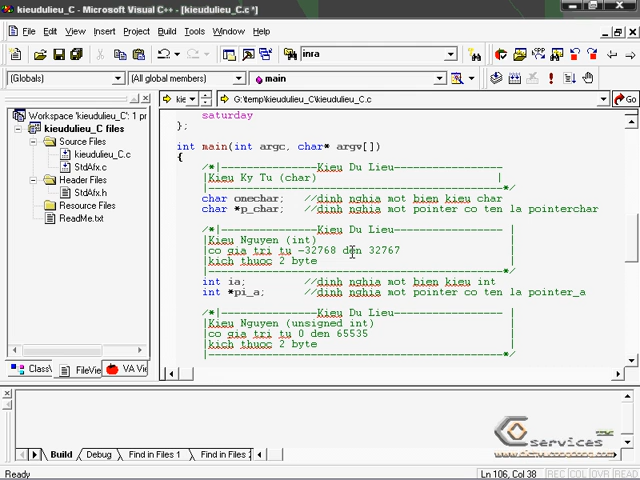 kieudulieu_C - Microsoft Visual C++ - [kieudulieu_C.c *]
File Edit View Insert Project Build Tools Window Help
inra
(Globals) (All global members) main
kie G:\temp\kieudulieu_C\kieudulieu_C.c Go
Workspace 'kieudulieu_C': 1 pr
kieudulieu_C files
Source Files
kieudulieu_C.c
StdAfx.c
Header Files
StdAfx.h
Resource Files
ReadMe.txt
Class\ FileVie VA Vie
saturday
};
int main(int argc, char* argv[])
{
/*|---------------Kieu Du Lieu-----------------|
|Kieu Ky Tu (char) |
|----------------------------------------------*/
char onechar; //dinh nghia mot bien kieu char
char *p_char; //dinh nghia mot pointer co ten la pointerchar
/*|---------------Kieu Du Lieu-----------------|
|Kieu Nguyen (int) |
|co gia tri tu -32768 den 32767 |
|kich thuoc 2 byte |
|----------------------------------------------*/
int ia; //dinh nghia mot bien kieu int
int *pi_a; //dinh nghia mot pointer co ten la pointer_a
/*|---------------Kieu Du Lieu-----------------|
|Kieu Nguyen (unsigned int) |
|co gia tri tu 0 den 65535 |
|kich thuoc 2 byte |
|----------------------------------------------*/
Build Debug Find in Files 1 Find in Files 2
services
Ready Ln 106, Col 38 REC COL OVR READ